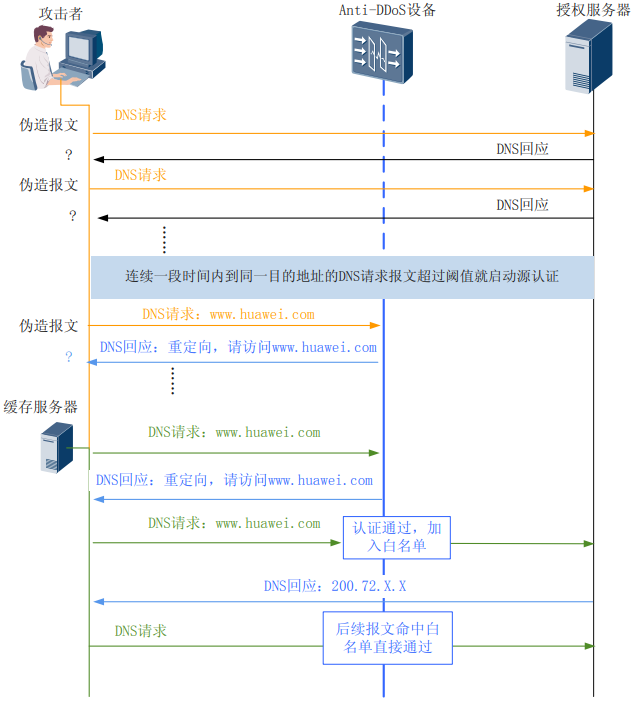 攻击者
Anti-DDoS设备
授权服务器
DNS请求
伪造报文
?
DNS回应
DNS请求
伪造报文
?
DNS回应
连续一段时间内到同一目的地址的DNS请求报文超过阈值就启动源认证
DNS请求：www.huawei.com
伪造报文
?
DNS回应：重定向，请访问www.huawei.com
缓存服务器
DNS请求：www.huawei.com
DNS回应：重定向，请访问www.huawei.com
DNS请求：www.huawei.com
认证通过，加
入白名单
DNS回应：200.72.X.X
DNS请求
后续报文命中白
名单直接通过